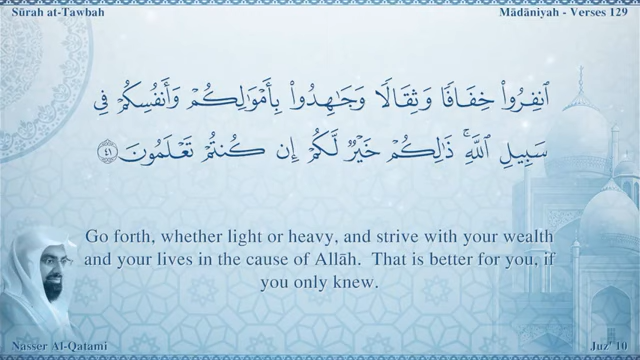 Sūrah at-Tawbah
Mādāniyah - Verses 129
ٱنفِرُوا۟ خِفَافًا وَثِقَالًا وَجَـٰهِدُوا۟ بِأَمْوَٰلِكُمْ وَأَنفُسِكُمْ فِى
سَبِيلِ ٱللَّهِ ۚ ذَٰلِكُمْ خَيْرٌ لَّكُمْ إِن كُنتُمْ تَعْلَمُونَ ٤١
Go forth, whether light or heavy, and strive with your wealth
and your lives in the cause of Allāh. That is better for you, if
you only knew.
Nasser Al-Qatami
Juz' 10